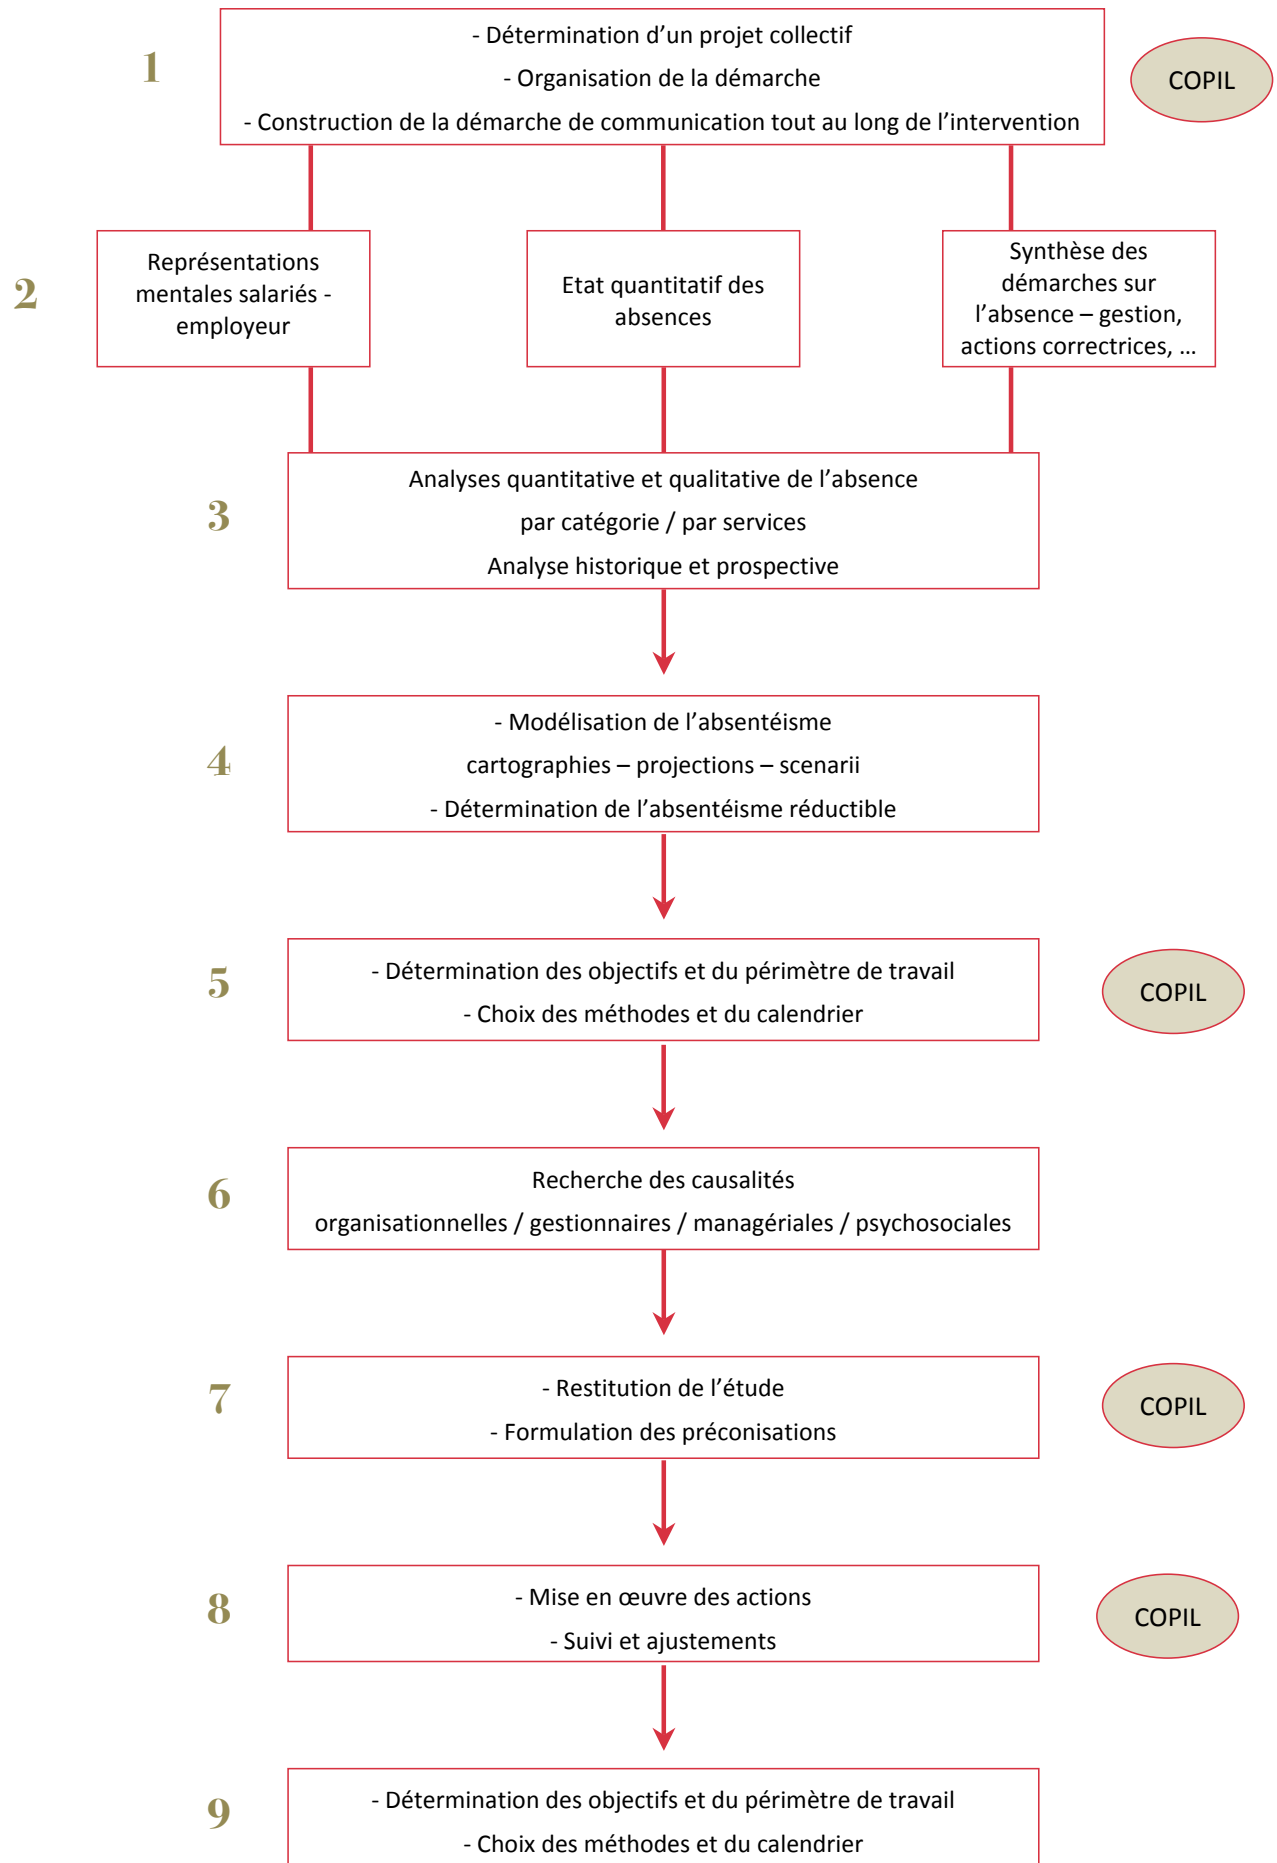 1
- Détermination d’un projet collectif
- Organisation de la démarche
- Construction de la démarche de communication tout au long de l’intervention
COPIL
2
Représentations
mentales salariés -
employeur
Etat quantitatif des
absences
Synthèse des
démarches sur
l’absence – gestion,
actions correctrices, ...
3
Analyses quantitative et qualitative de l’absence
par catégorie / par services
Analyse historique et prospective
4
- Modélisation de l’absentéisme
cartographies – projections – scenarii
- Détermination de l’absentéisme réductible
5
- Détermination des objectifs et du périmètre de travail
- Choix des méthodes et du calendrier
COPIL
6
Recherche des causalités
organisationnelles / gestionnaires / managériales / psychosociales
7
- Restitution de l’étude
- Formulation des préconisations
COPIL
8
- Mise en œuvre des actions
- Suivi et ajustements
COPIL
9
- Détermination des objectifs et du périmètre de travail
- Choix des méthodes et du calendrier